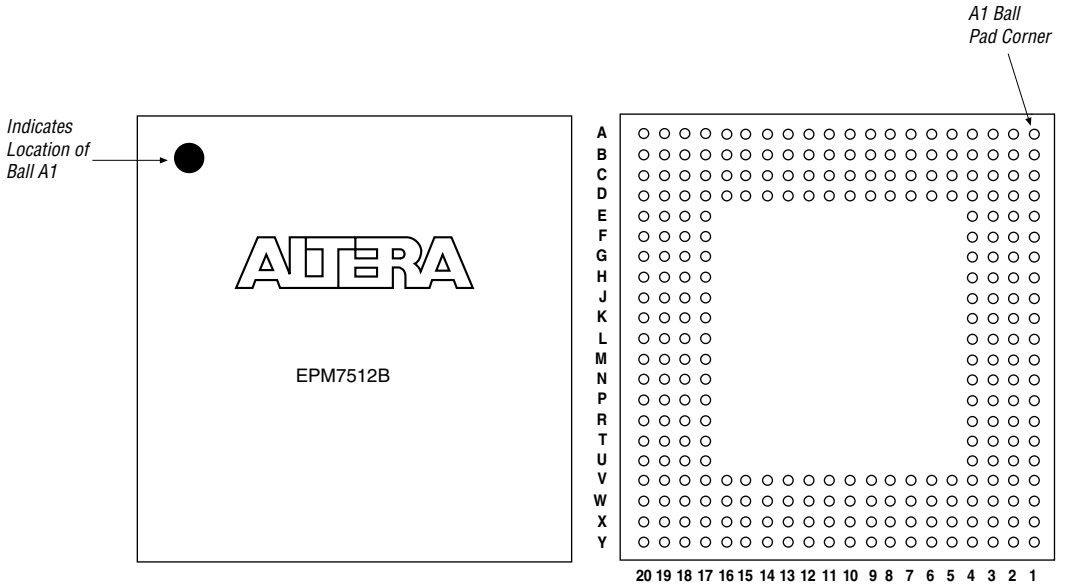 A1 Ball
Pad Corner
Indicates
Location of
Ball A1
ALTERA
EPM7512B
A
B
C
D
E
F
G
H
J
K
L
M
N
P
R
T
U
V
W
X
Y
20 19 18 17 16 15 14 13 12 11 10 9 8 7 6 5 4 3 2 1